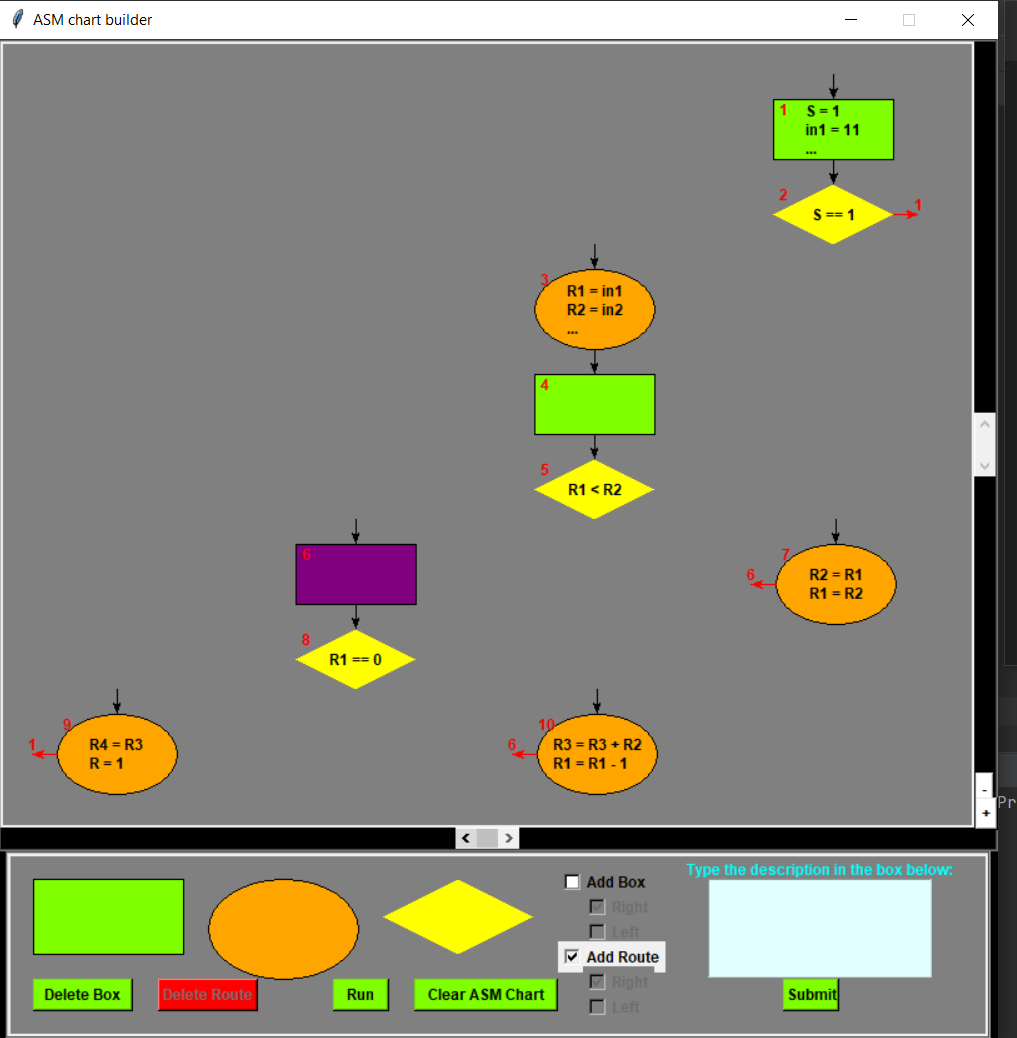 ASM chart builder
1
S = 1
in1 = 11
...
2
S == 1
1
3
R1 = in1
R2 = in2
...
4
5
R1 < R2
6
7
R2 = R1
R1 = R2
6
8
R1 == 0
9
R4 = R3
R = 1
1
10
R3 = R3 + R2
R1 = R1 - 1
6
-
+
Pr
Type the description in the box below:
Add Box
Right
Left
Add Route
Right
Left
Delete Box
Delete Route
Run
Clear ASM Chart
Submit